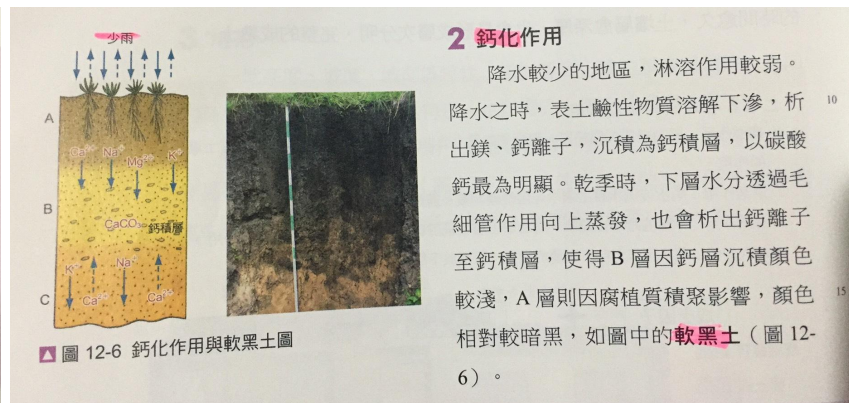 少雨
A
Ca²⁺ Na⁺ Mg²⁺ K⁺
B
CaCO₃ 鈣積層
K⁺ Na⁺
C
Ca²⁺ Ca²⁺
圖 12-6 鈣化作用與軟黑土圖
2 鈣化作用
降水較少的地區，淋溶作用較弱。
降水之時，表土鹼性物質溶解下滲，析 10
出鎂、鈣離子，沉積為鈣積層，以碳酸
鈣最為明顯。乾季時，下層水分透過毛
細管作用向上蒸發，也會析出鈣離子
至鈣積層，使得 B 層因鈣層沉積顏色
較淺，A 層則因腐植質積聚影響，顏色 15
相對較暗黑，如圖中的軟黑土（圖 12-
6）。